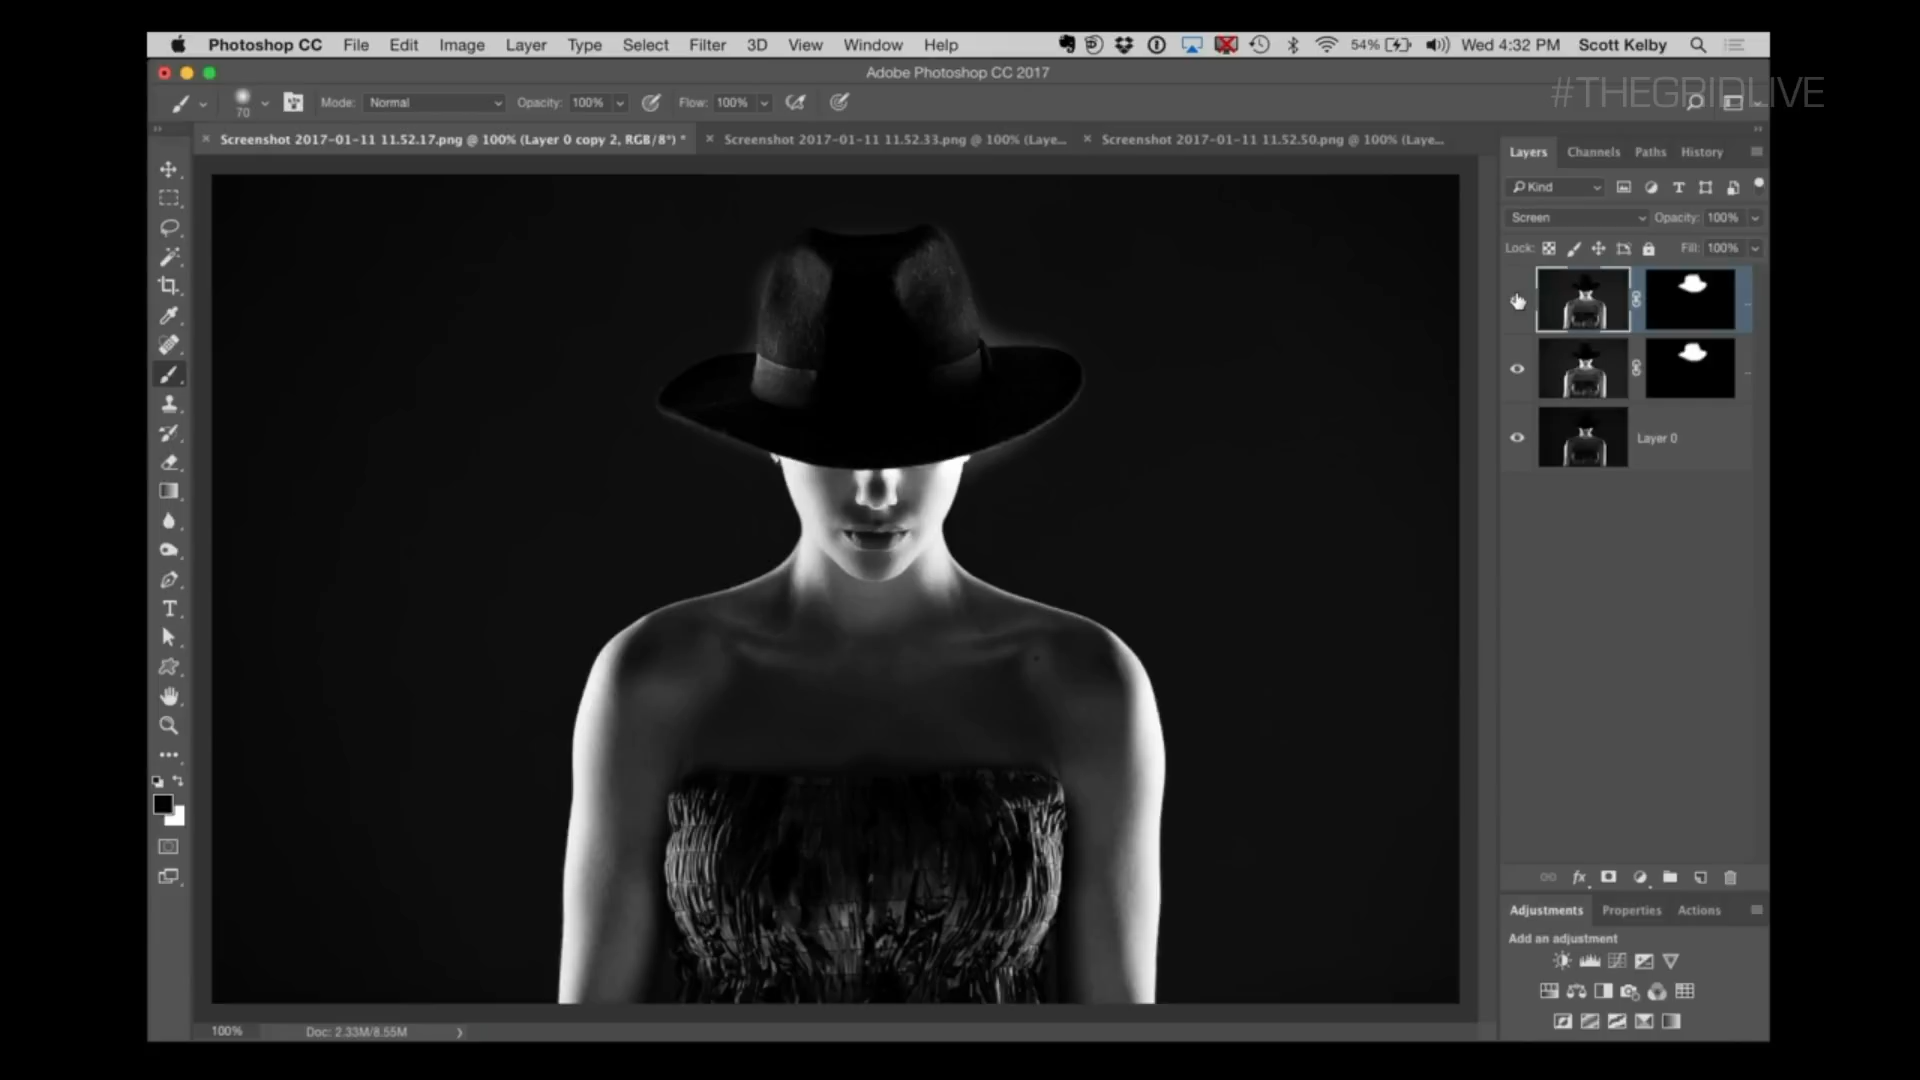 Photoshop CC File Edit Image Layer Type Select Filter 3D View Window Help 54% Wed 4:32 PM Scott Kelby
Adobe Photoshop CC 2017
#THEGRIDLIVE
70 Mode: Normal Opacity: 100% Flow: 100%
Screenshot 2017-01-11 11.52.17.png @ 100% (Layer 0 copy 2, RGB/8*) * Screenshot 2017-01-11 11.52.33.png @ 100% (Laye... Screenshot 2017-01-11 11.52.50.png @ 100% (Laye...
Layers Channels Paths History
Kind
Screen Opacity: 100%
Lock: Fill: 100%
Layer 0
Adjustments Properties Actions
Add an adjustment
100% Doc: 2.33M/8.55M